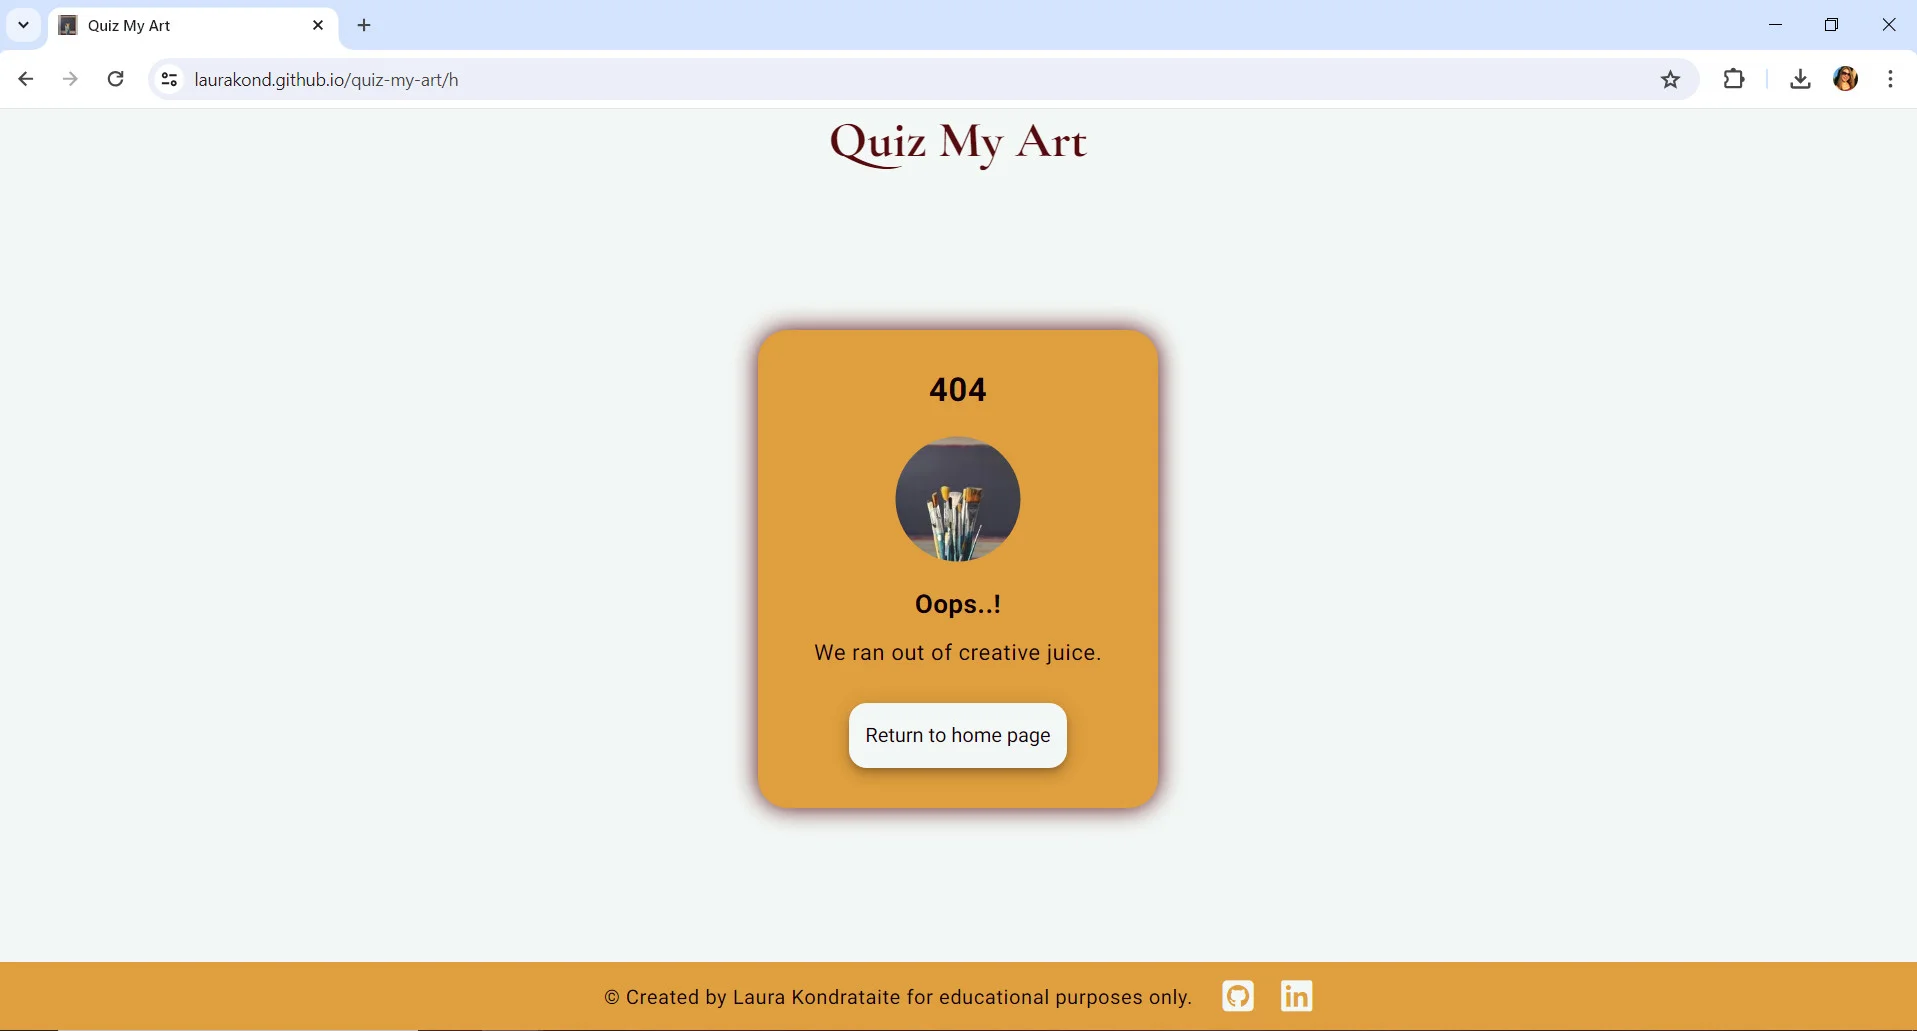 Quiz My Art
laurakond.github.io/quiz-my-art/h
Quiz My Art
404
Oops..!
We ran out of creative juice.
Return to home page
© Created by Laura Kondrataite for educational purposes only.
in